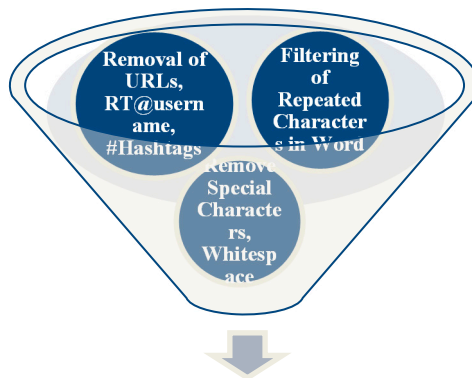 Removal of
URLs,
RT@usern
ame,
#Hashtags
Filtering
of
Repeated
Character
s in Word
Remove
Special
Characte
rs,
Whitesp
ace